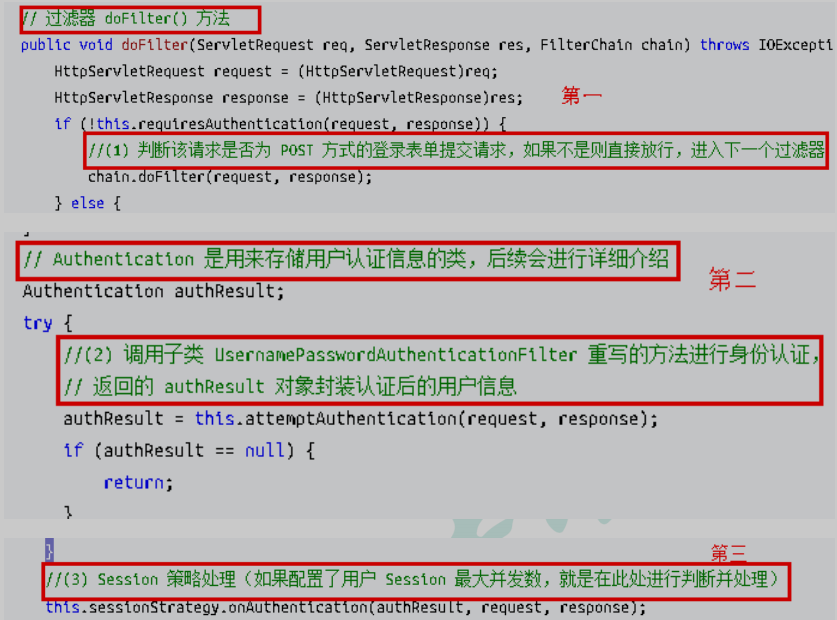 // 过滤器 doFilter() 方法
public void doFilter(ServletRequest req, ServletResponse res, FilterChain chain) throws IOExcepti
HttpServletRequest request = (HttpServletRequest)req;
HttpServletResponse response = (HttpServletResponse)res;
第一
if (!this.requiresAuthentication(request, response)) {
//(1) 判断该请求是否为 POST 方式的登录表单提交请求，如果不是则直接放行，进入下一个过滤器
chain.doFilter(request, response);
} else {
}
// Authentication 是用来存储用户认证信息的类，后续会进行详细介绍
第二
Authentication authResult;
try {
//(2) 调用子类 UsernamePasswordAuthenticationFilter 重写的方法进行身份认证，
// 返回的 authResult 对象封装认证后的用户信息
authResult = this.attemptAuthentication(request, response);
if (authResult == null) {
return;
}
}
第三
//(3) Session 策略处理（如果配置了用户 Session 最大并发数，就是在此处进行判断并处理）
this.sessionStrategy.onAuthentication(authResult, request, response);